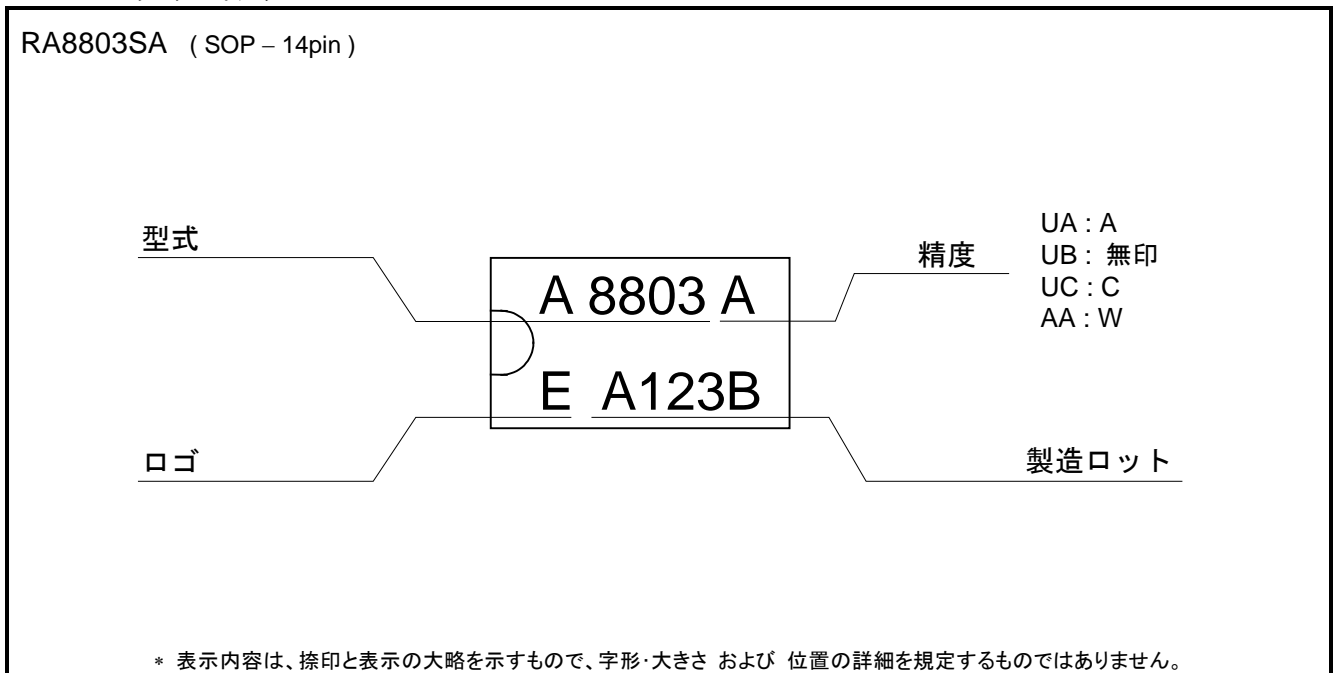 RA8803SA ( SOP – 14pin )
型式
精度
UA : A
UB : 無印
UC : C
AA : W
A 8803 A
E A123B
ロゴ
製造ロット
* 表示内容は、捺印と表示の大略を示すもので、字形・大きさ および 位置の詳細を規定するものではありません。